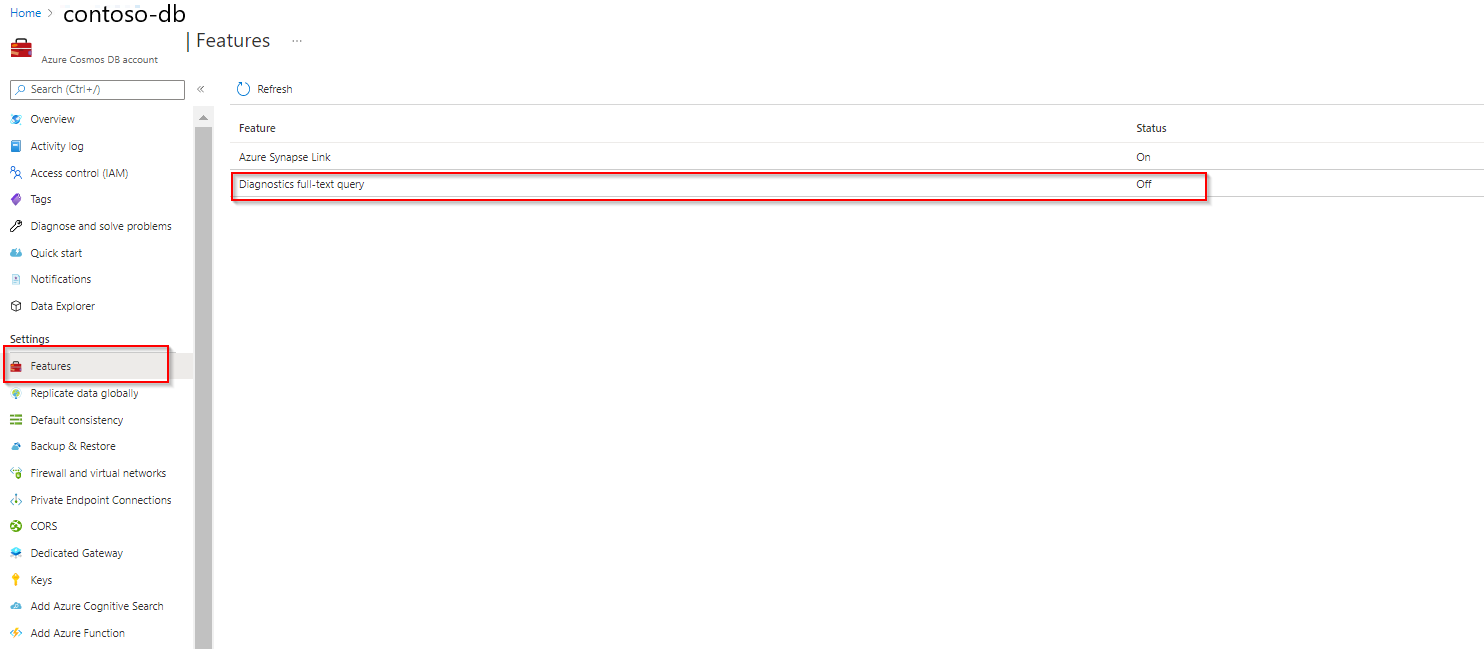 Home > contoso-db
Features ...
Azure Cosmos DB account
Search (Ctrl+/) «
Refresh
Overview
Activity log
Access control (IAM)
Tags
Diagnose and solve problems
Quick start
Notifications
Data Explorer
Settings
Features
Replicate data globally
Default consistency
Backup & Restore
Firewall and virtual networks
Private Endpoint Connections
CORS
Dedicated Gateway
Keys
Add Azure Cognitive Search
Add Azure Function
Feature Status
Azure Synapse Link On
Diagnostics full-text query Off